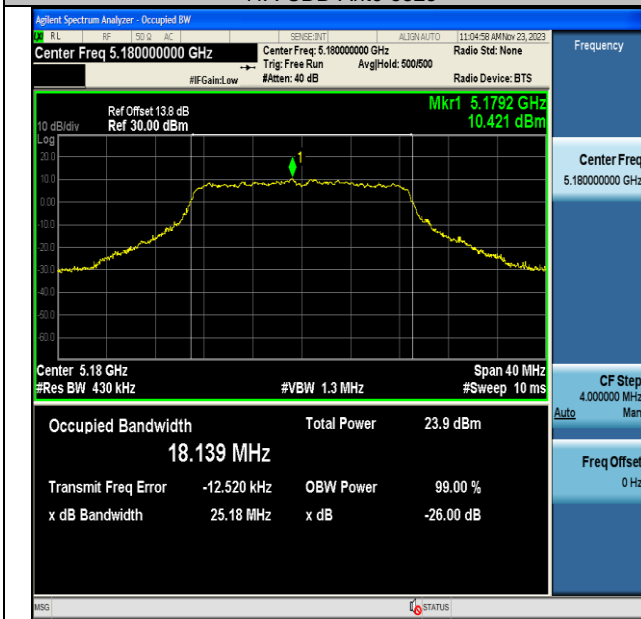 Agilent Spectrum Analyzer - Occupied BW
RL RF 50 Ω AC SENSE:INT ALIGN AUTO 11:04:58 AM Nov 23, 2023
Center Freq 5.180000000 GHz
Center Freq: 5.180000000 GHz
Radio Std: None
Trig: Free Run Avg|Hold: 500/500
#IFGain:Low #Atten: 40 dB Radio Device: BTS
Frequency
Mkr1 5.1792 GHz
10.421 dBm
Ref Offset 13.8 dB
10 dB/div Ref 30.00 dBm
Log
20.0
10.0
0.00
-10.0
-20.0
-30.0
-50.0
-60.0
1
Center 5.18 GHz Span 40 MHz
#Res BW 430 kHz #VBW 1.3 MHz #Sweep 10 ms
Occupied Bandwidth Total Power 23.9 dBm
18.139 MHz
Transmit Freq Error -12.520 kHz OBW Power 99.00 %
x dB Bandwidth 25.18 MHz x dB -26.00 dB
Center Freq
5.180000000 GHz
CF Step
4.000000 MHz
Auto Man
Freq Offset
0 Hz
MSG STATUS